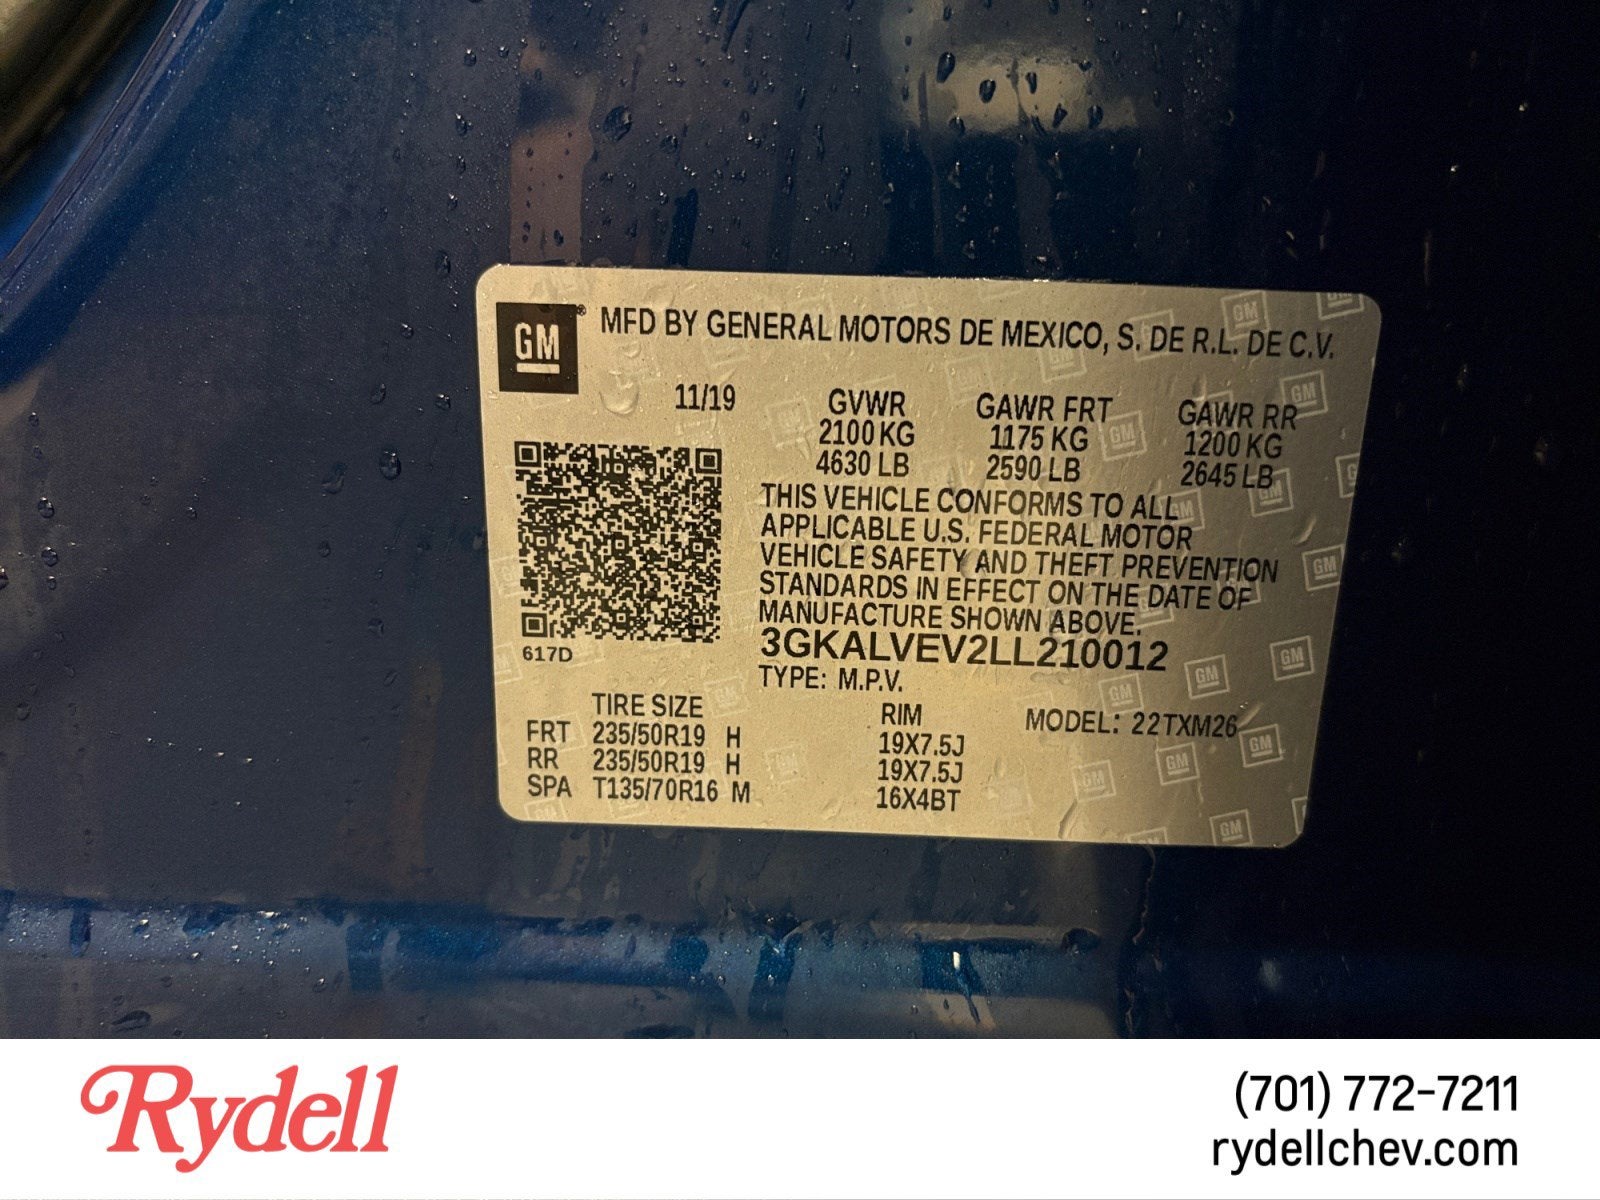 GM® MFD BY GENERAL MOTORS DE MEXICO, S. DE R.L. DE C.V.
11/19 GVWR GAWR FRT GAWR RR
2100 KG 1175 KG 1200 KG
4630 LB 2590 LB 2645 LB
THIS VEHICLE CONFORMS TO ALL
APPLICABLE U.S. FEDERAL MOTOR
VEHICLE SAFETY AND THEFT PREVENTION
STANDARDS IN EFFECT ON THE DATE OF
MANUFACTURE SHOWN ABOVE.
617D 3GKALVEV2LL210012
TYPE: M.P.V.
TIRE SIZE RIM MODEL: 22TXM26
FRT 235/50R19 H 19X7.5J
RR 235/50R19 H 19X7.5J
SPA T135/70R16 M 16X4BT
Rydell
(701) 772-7211
rydellchev.com